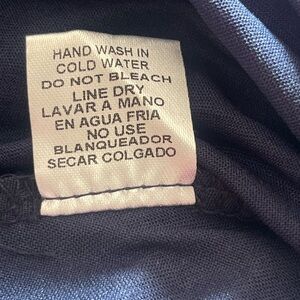 HAND WASH IN
COLD WATER
DO NOT BLEACH
LINE DRY
LAVAR A MANO
EN AGUA FRIA
NO USE
BLANQUEADOR
SECAR COLGADO